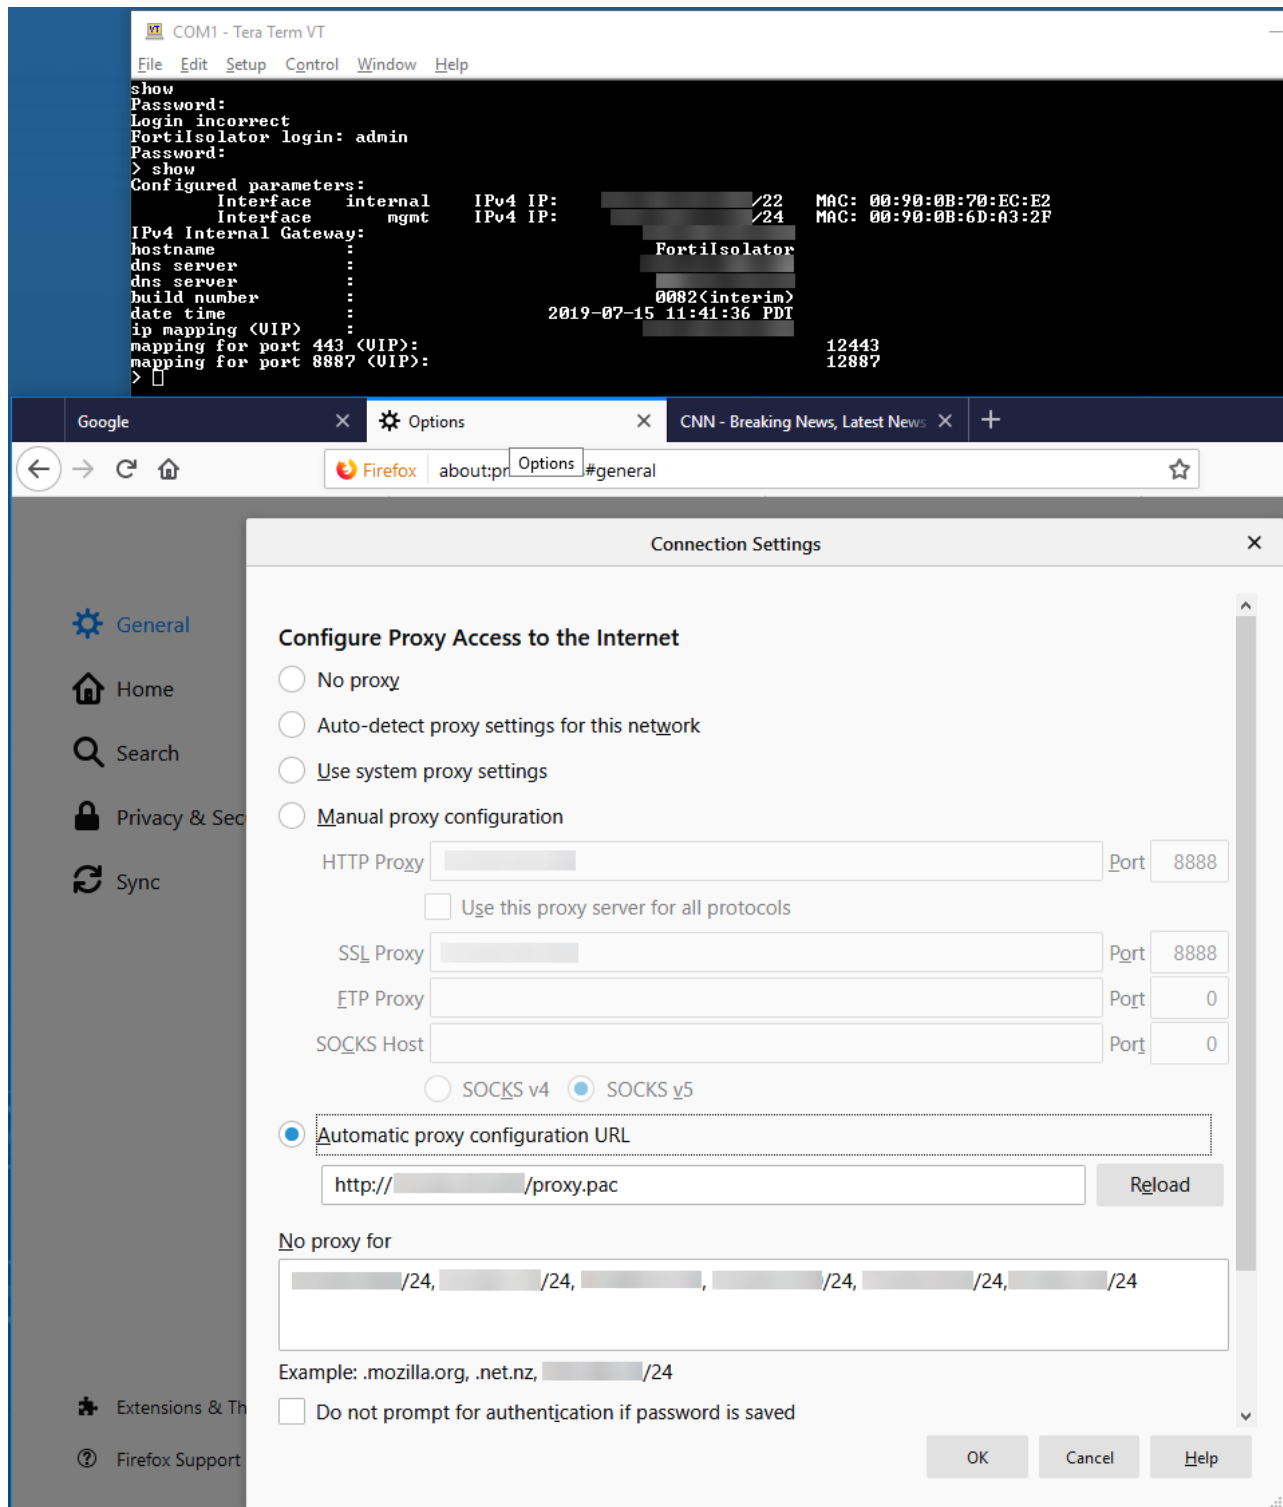 COM1 - Tera Term VT
File Edit Setup Control Window Help
show
Password:
Login incorrect
FortiIsolator login: admin
Password:
> show
Configured parameters:
Interface internal IPv4 IP: /22 MAC: 00:90:0B:70:EC:E2
Interface mgmt IPv4 IP: /24 MAC: 00:90:0B:6D:A3:2F
IPv4 Internal Gateway:
hostname : FortiIsolator
dns server :
dns server :
build number : 0082(interim)
date time : 2019-07-15 11:41:36 PDT
ip mapping (VIP) :
mapping for port 443 (VIP): 12443
mapping for port 8887 (VIP): 12887
>
Google Options CNN - Breaking News, Latest News
Firefox about:pr #general
Options
Connection Settings
General
Home
Search
Privacy & Sec
Sync
Extensions & Th
Firefox Support
Configure Proxy Access to the Internet
No proxy
Auto-detect proxy settings for this network
Use system proxy settings
Manual proxy configuration
HTTP Proxy Port 8888
Use this proxy server for all protocols
SSL Proxy Port 8888
FTP Proxy Port 0
SOCKS Host Port 0
SOCKS v4 SOCKS v5
Automatic proxy configuration URL
http:// /proxy.pac Reload
No proxy for
/24, /24, , /24, /24, /24
Example: .mozilla.org, .net.nz, /24
Do not prompt for authentication if password is saved
OK Cancel Help